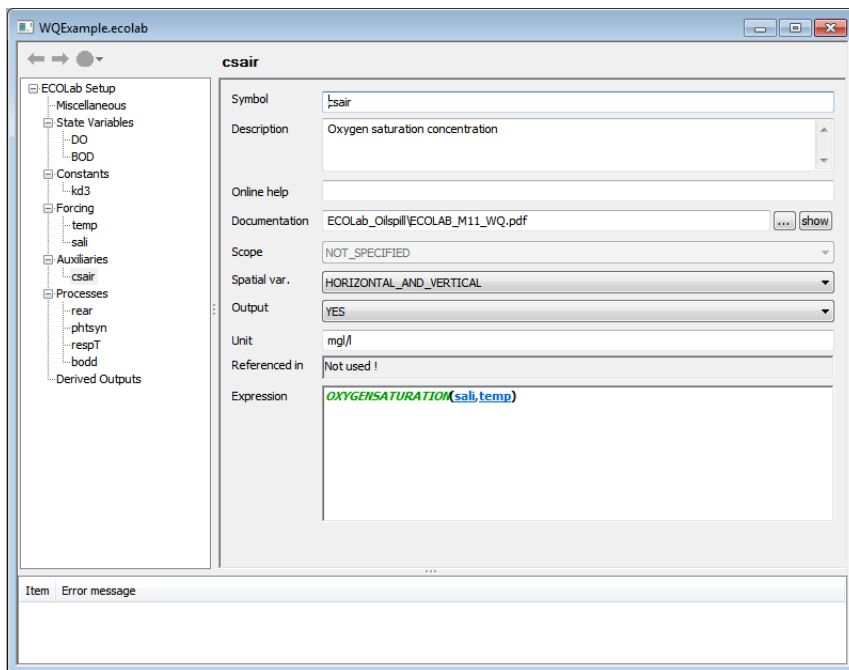 WQExample.ecolab
csair
ECOLab Setup
Miscellaneous
State Variables
DO
BOD
Constants
kd3
Forcing
temp
sali
Auxiliaries
csair
Processes
rear
phtsyn
respT
bodd
Derived Outputs
Symbol csair
Description Oxygen saturation concentration
Online help
Documentation ECOLab_Oilspill\ECOLAB_M11_WQ.pdf ... show
Scope NOT_SPECIFIED
Spatial var. HORIZONTAL_AND_VERTICAL
Output YES
Unit mgl/l
Referenced in Not used !
Expression OXYGENSATURATION(sali,temp)
Item Error message